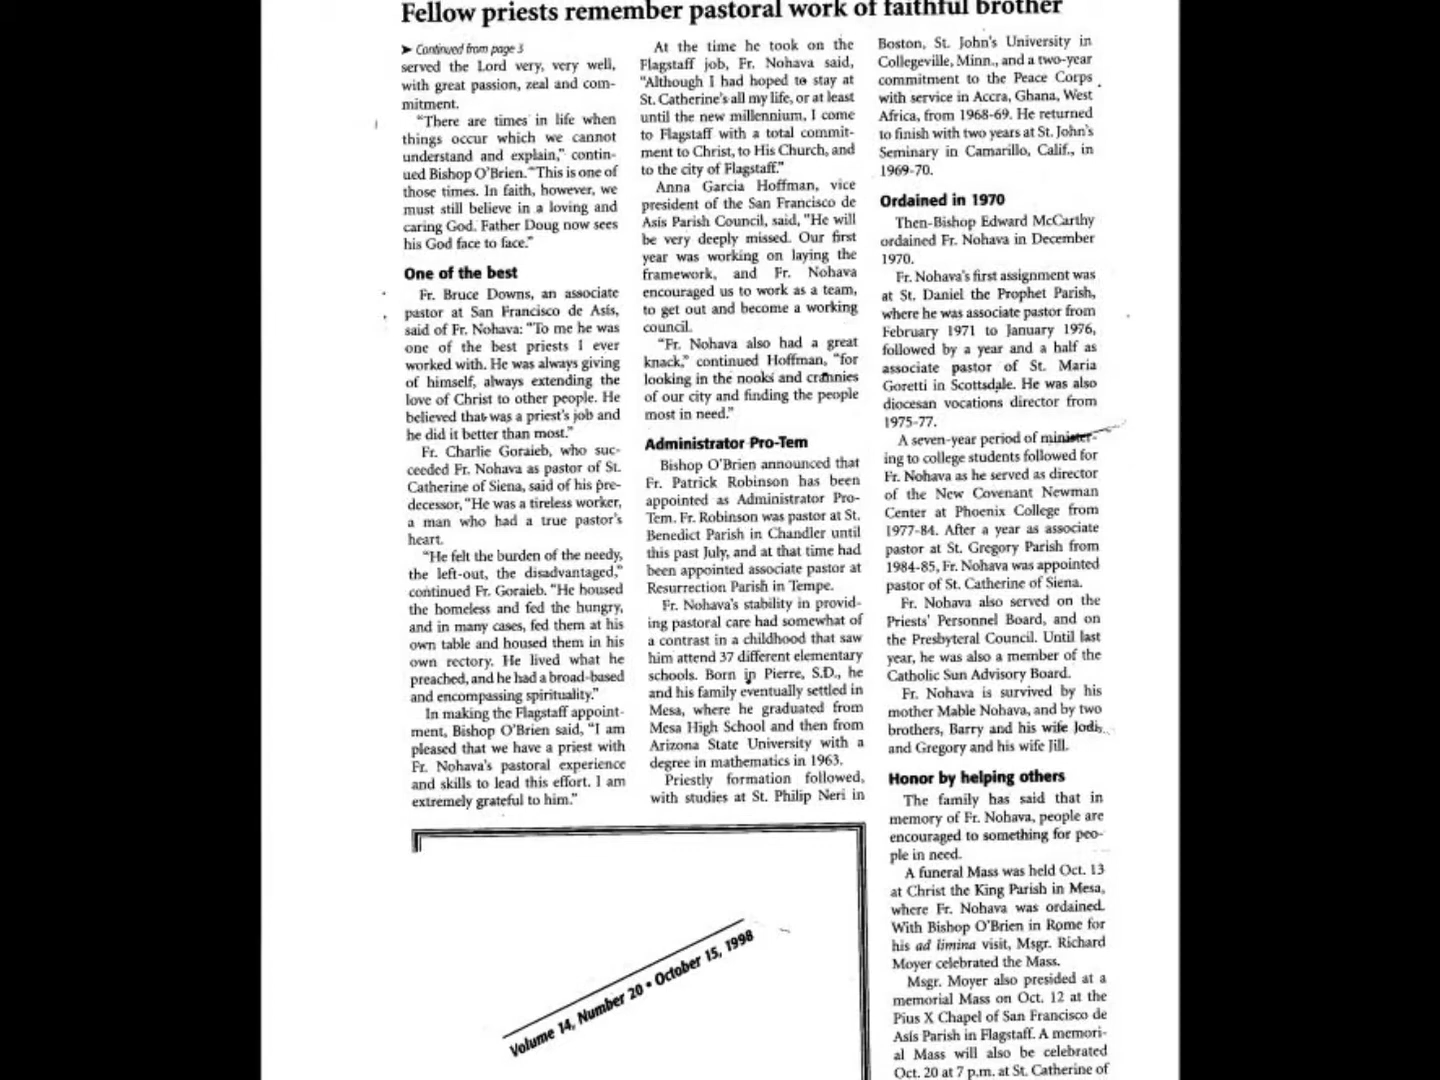 Fellow priests remember pastoral work of faithful brother
➤ Continued from page 3
served the Lord very, very well,
with great passion, zeal and com-
mitment.
“There are times in life when
things occur which we cannot
understand and explain,” contin-
ued Bishop O’Brien. “This is one of
those times. In faith, however, we
must still believe in a loving and
caring God. Father Doug now sees
his God face to face.”
One of the best
Fr. Bruce Downs, an associate
pastor at San Francisco de Asís,
said of Fr. Nohava: “To me he was
one of the best priests I ever
worked with. He was always giving
of himself, always extending the
love of Christ to other people. He
believed that was a priest’s job and
he did it better than most.”
Fr. Charlie Goraieb, who suc-
ceeded Fr. Nohava as pastor of St.
Catherine of Siena, said of his pre-
decessor, “He was a tireless worker,
a man who had a true pastor’s
heart.
“He felt the burden of the needy,
the left-out, the disadvantaged,”
continued Fr. Goraieb. “He housed
the homeless and fed the hungry,
and in many cases, fed them at his
own table and housed them in his
own rectory. He lived what he
preached, and he had a broad-based
and encompassing spirituality.”
In making the Flagstaff appoint-
ment, Bishop O’Brien said, “I am
pleased that we have a priest with
Fr. Nohava’s pastoral experience
and skills to lead this effort. I am
extremely grateful to him.”
At the time he took on the
Flagstaff job, Fr. Nohava said,
“Although I had hoped to stay at
St. Catherine’s all my life, or at least
until the new millennium, I come
to Flagstaff with a total commit-
ment to Christ, to His Church, and
to the city of Flagstaff.”
Anna Garcia Hoffman, vice
president of the San Francisco de
Asís Parish Council, said, “He will
be very deeply missed. Our first
year was working on laying the
framework, and Fr. Nohava
encouraged us to work as a team,
to get out and become a working
council.
“Fr. Nohava also had a great
knack,” continued Hoffman, “for
looking in the nooks and crannies
of our city and finding the people
most in need.”
Administrator Pro-Tem
Bishop O’Brien announced that
Fr. Patrick Robinson has been
appointed as Administrator Pro-
Tem. Fr. Robinson was pastor at St.
Benedict Parish in Chandler until
this past July, and at that time had
been appointed associate pastor at
Resurrection Parish in Tempe.
Fr. Nohava’s stability in provid-
ing pastoral care had somewhat of
a contrast in a childhood that saw
him attend 37 different elementary
schools. Born in Pierre, S.D., he
and his family eventually settled in
Mesa, where he graduated from
Mesa High School and then from
Arizona State University with a
degree in mathematics in 1963.
Priestly formation followed,
with studies at St. Philip Neri in
Boston, St. John’s University in
Collegeville, Minn., and a two-year
commitment to the Peace Corps
with service in Accra, Ghana, West
Africa, from 1968-69. He returned
to finish with two years at St. John’s
Seminary in Camarillo, Calif., in
1969-70.
Ordained in 1970
Then-Bishop Edward McCarthy
ordained Fr. Nohava in December
1970.
Fr. Nohava’s first assignment was
at St. Daniel the Prophet Parish,
where he was associate pastor from
February 1971 to January 1976,
followed by a year and a half as
associate pastor of St. Maria
Goretti in Scottsdale. He was also
diocesan vocations director from
1975-77.
A seven-year period of minister-
ing to college students followed for
Fr. Nohava as he served as director
of the New Covenant Newman
Center at Phoenix College from
1977-84. After a year as associate
pastor at St. Gregory Parish from
1984-85, Fr. Nohava was appointed
pastor of St. Catherine of Siena.
Fr. Nohava also served on the
Priests’ Personnel Board, and on
the Presbyteral Council. Until last
year, he was also a member of the
Catholic Sun Advisory Board.
Fr. Nohava is survived by his
mother Mable Nohava, and by two
brothers, Barry and his wife Jodi,
and Gregory and his wife Jill.
Honor by helping others
The family has said that in
memory of Fr. Nohava, people are
encouraged to something for peo-
ple in need.
A funeral Mass was held Oct. 13
at Christ the King Parish in Mesa,
where Fr. Nohava was ordained.
With Bishop O’Brien in Rome for
his ad limina visit, Msgr. Richard
Moyer celebrated the Mass.
Msgr. Moyer also presided at a
memorial Mass on Oct. 12 at the
Pius X Chapel of San Francisco de
Asís Parish in Flagstaff. A memori-
al Mass will also be celebrated
Oct. 20 at 7 p.m. at St. Catherine of
Volume 14, Number 20 • October 15, 1998